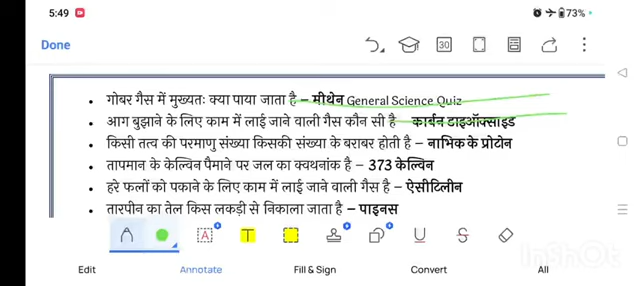 5:49
73%
Done
30
गोबर गैस में मुख्यतः क्या पाया जाता है – मीथेन General Science Quiz
आग बुझाने के लिए काम में लाई जाने वाली गैस कौन सी है – कार्बन डाइऑक्साइड
किसी तत्व की परमाणु संख्या किसकी संख्या के बराबर होती है – नाभिक के प्रोटोन
तापमान के केल्विन पैमाने पर जल का क्वथनांक है – 373 केल्विन
हरे फलों को पकाने के लिए काम में लाई जाने वाली गैस है – ऐसीटिलीन
तारपीन का तेल किस लकड़ी से निकाला जाता है – पाइनस
A T U S
InShOt
Edit Annotate Fill & Sign Convert All